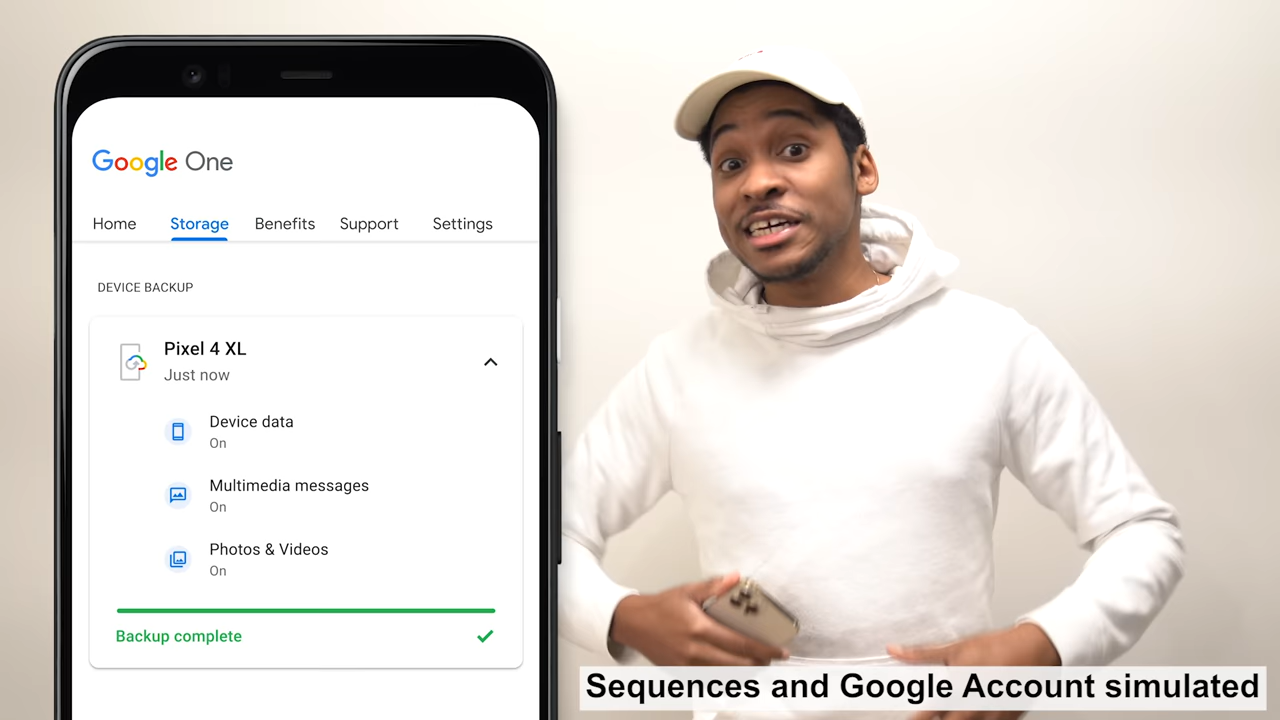 Google One
Home Storage Benefits Support Settings
DEVICE BACKUP
Pixel 4 XL
Just now
Device data
On
Multimedia messages
On
Photos & Videos
On
Backup complete
Sequences and Google Account simulated